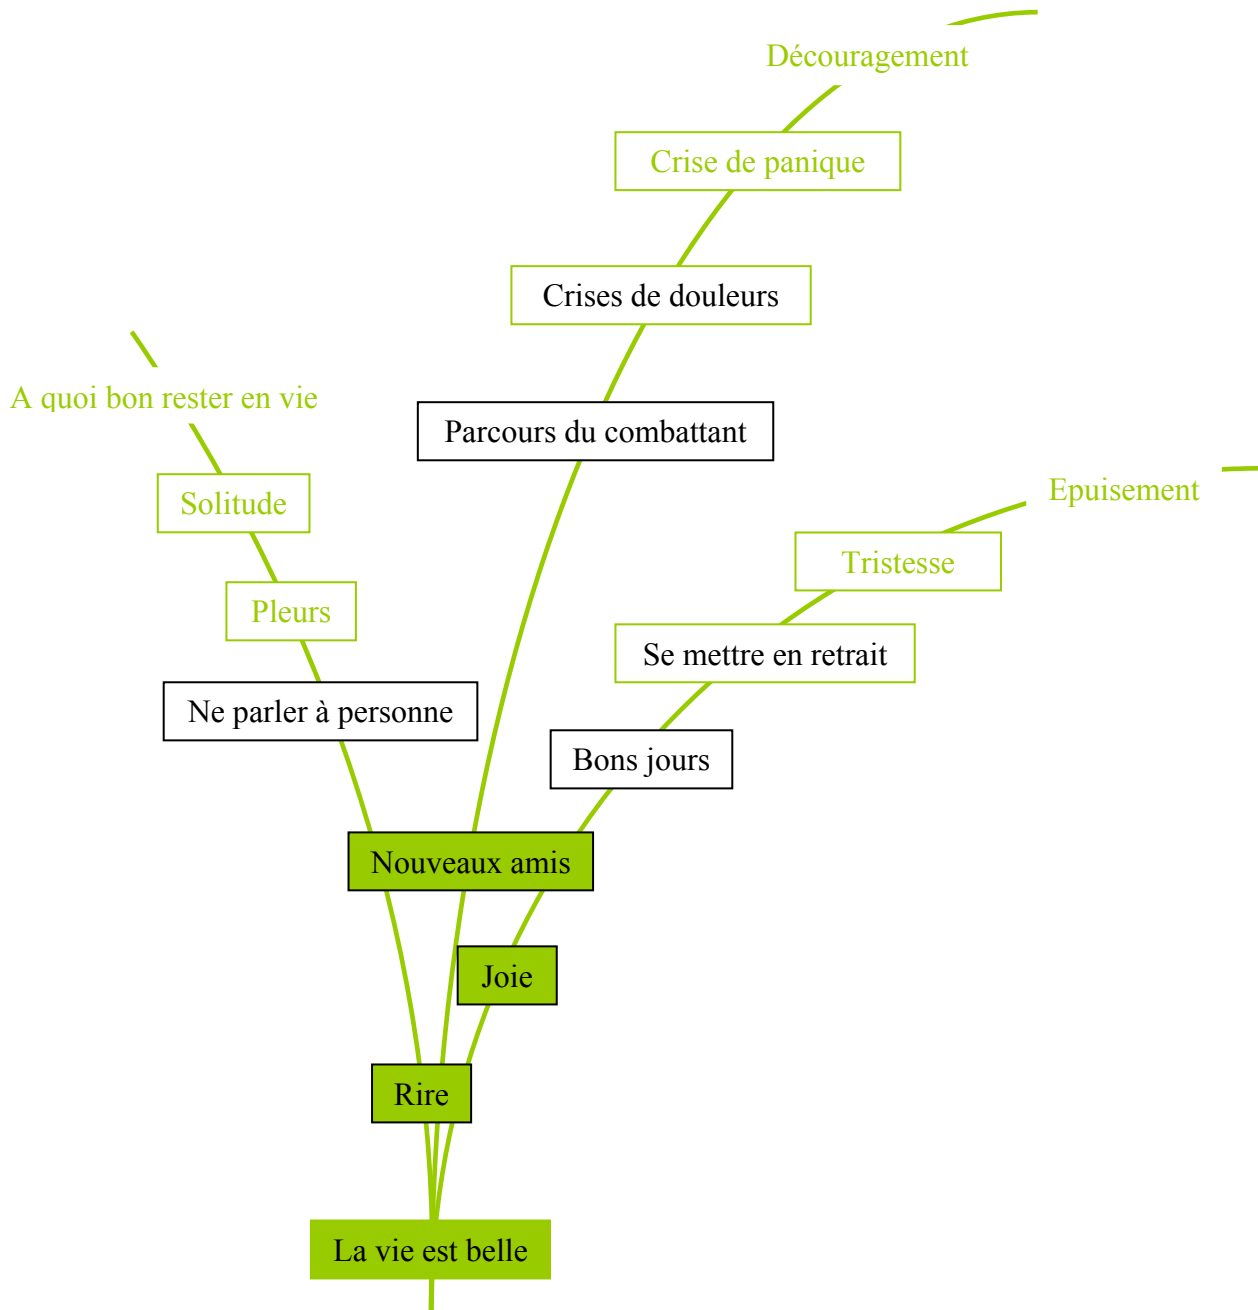 Découragement
Crise de panique
Crises de douleurs
A quoi bon rester en vie
Parcours du combattant
Epuisement
Solitude
Tristesse
Pleurs
Se mettre en retrait
Ne parler à personne
Bons jours
Nouveaux amis
Joie
Rire
La vie est belle